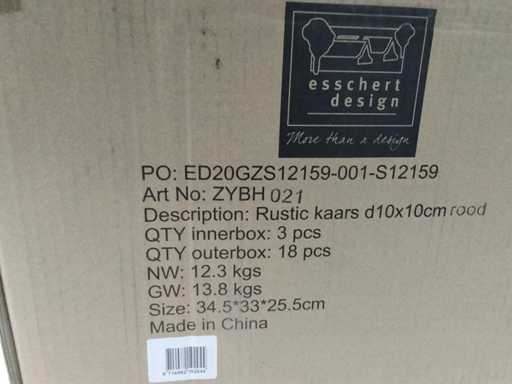 esschert
design
More than a design
PO: ED20GZS12159-001-S12159
Art No: ZYBH 021
Description: Rustic kaars d10x10cm rood
QTY innerbox: 3 pcs
QTY outerbox: 18 pcs
NW: 12.3 kgs
GW: 13.8 kgs
Size: 34.5*33*25.5cm
Made in China